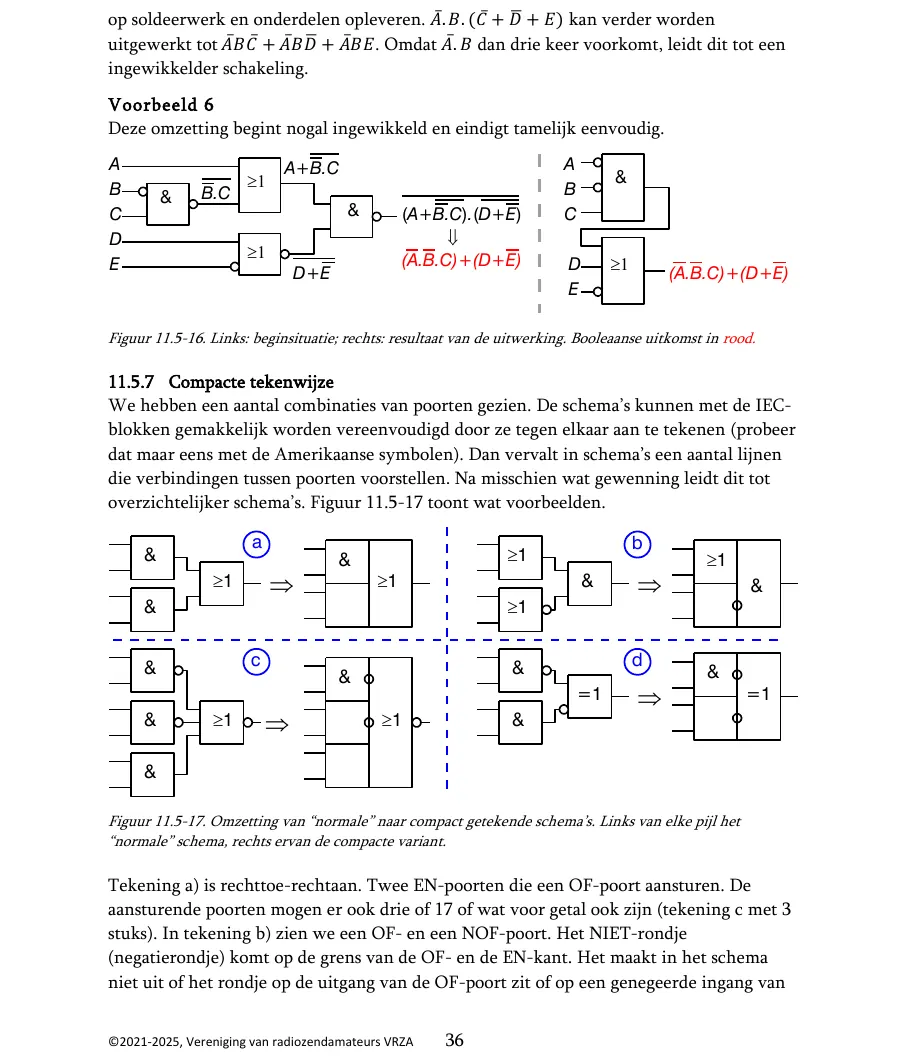 op soldeerwerk en onderdelen opleveren. Ā.B.(C̄ + D̄ + E) kan verder worden
uitgewerkt tot ĀBC̄ + ĀBD̄ + ĀBE. Omdat Ā.B dan drie keer voorkomt, leidt dit tot een
ingewikkelder schakeling.
Voorbeeld 6
Deze omzetting begint nogal ingewikkeld en eindigt tamelijk eenvoudig.
A
B
C
D
E
&
B̅̅.̅C̅
≥1
A+B̿.̅C̅
≥1
D̅+̅E̿
&
(̅A̅+̅B̿.̅C̅)̅.̅(̅D̅+̅E̿)̅
⇓
(A̅.B̿.C)+(D+E̿)
A
B
C
&
D
E
≥1
(A̅.B̅.C)+(D+E̅)
Figuur 11.5-16. Links: beginsituatie; rechts: resultaat van de uitwerking. Booleaanse uitkomst in rood.
11.5.7 Compacte tekenwijze
We hebben een aantal combinaties van poorten gezien. De schema’s kunnen met de IEC-
blokken gemakkelijk worden vereenvoudigd door ze tegen elkaar aan te tekenen (probeer
dat maar eens met de Amerikaanse symbolen). Dan vervalt in schema’s een aantal lijnen
die verbindingen tussen poorten voorstellen. Na misschien wat gewenning leidt dit tot
overzichtelijker schema’s. Figuur 11.5-17 toont wat voorbeelden.
a
& & ≥1 ⇒ & ≥1
b
≥1 ≥1 & ⇒ ≥1 &
c
& & & ≥1 ⇒ & ≥1
d
& & =1 ⇒ & =1
Figuur 11.5-17. Omzetting van “normale” naar compact getekende schema’s. Links van elke pijl het
“normale” schema, rechts ervan de compacte variant.
Tekening a) is rechttoe-rechtaan. Twee EN-poorten die een OF-poort aansturen. De
aansturende poorten mogen er ook drie of 17 of wat voor getal ook zijn (tekening c met 3
stuks). In tekening b) zien we een OF- en een NOF-poort. Het NIET-rondje
(negatierondje) komt op de grens van de OF- en de EN-kant. Het maakt in het schema
niet uit of het rondje op de uitgang van de OF-poort zit of op een genegeerde ingang van
©2021-2025, Vereniging van radiozendamateurs VRZA 36